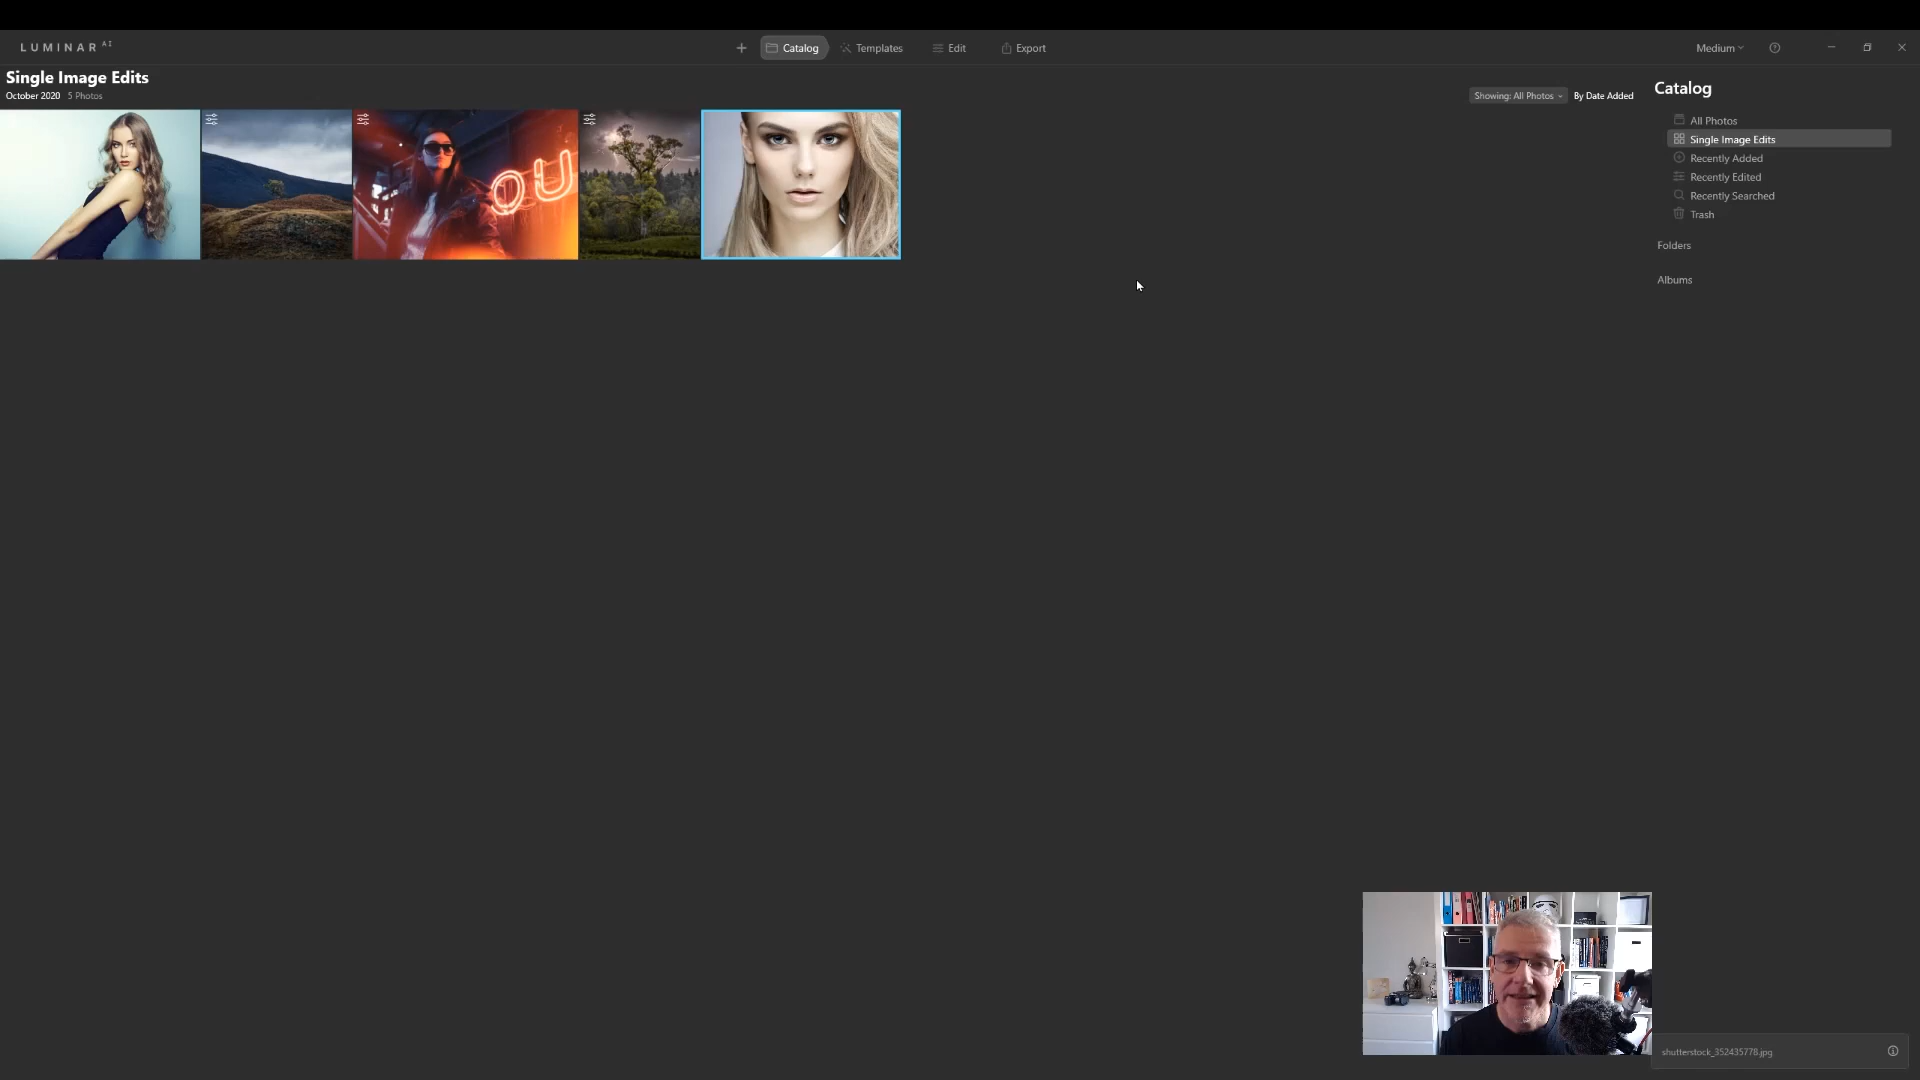 LUMINAR AI
Catalog
Templates
Edit
Export
Medium
Single Image Edits
October 2020 5 Photos
Showing: All Photos
By Date Added
OU
Catalog
All Photos
Single Image Edits
Recently Added
Recently Edited
Recently Searched
Trash
Folders
Albums
shutterstock_352435778.jpg